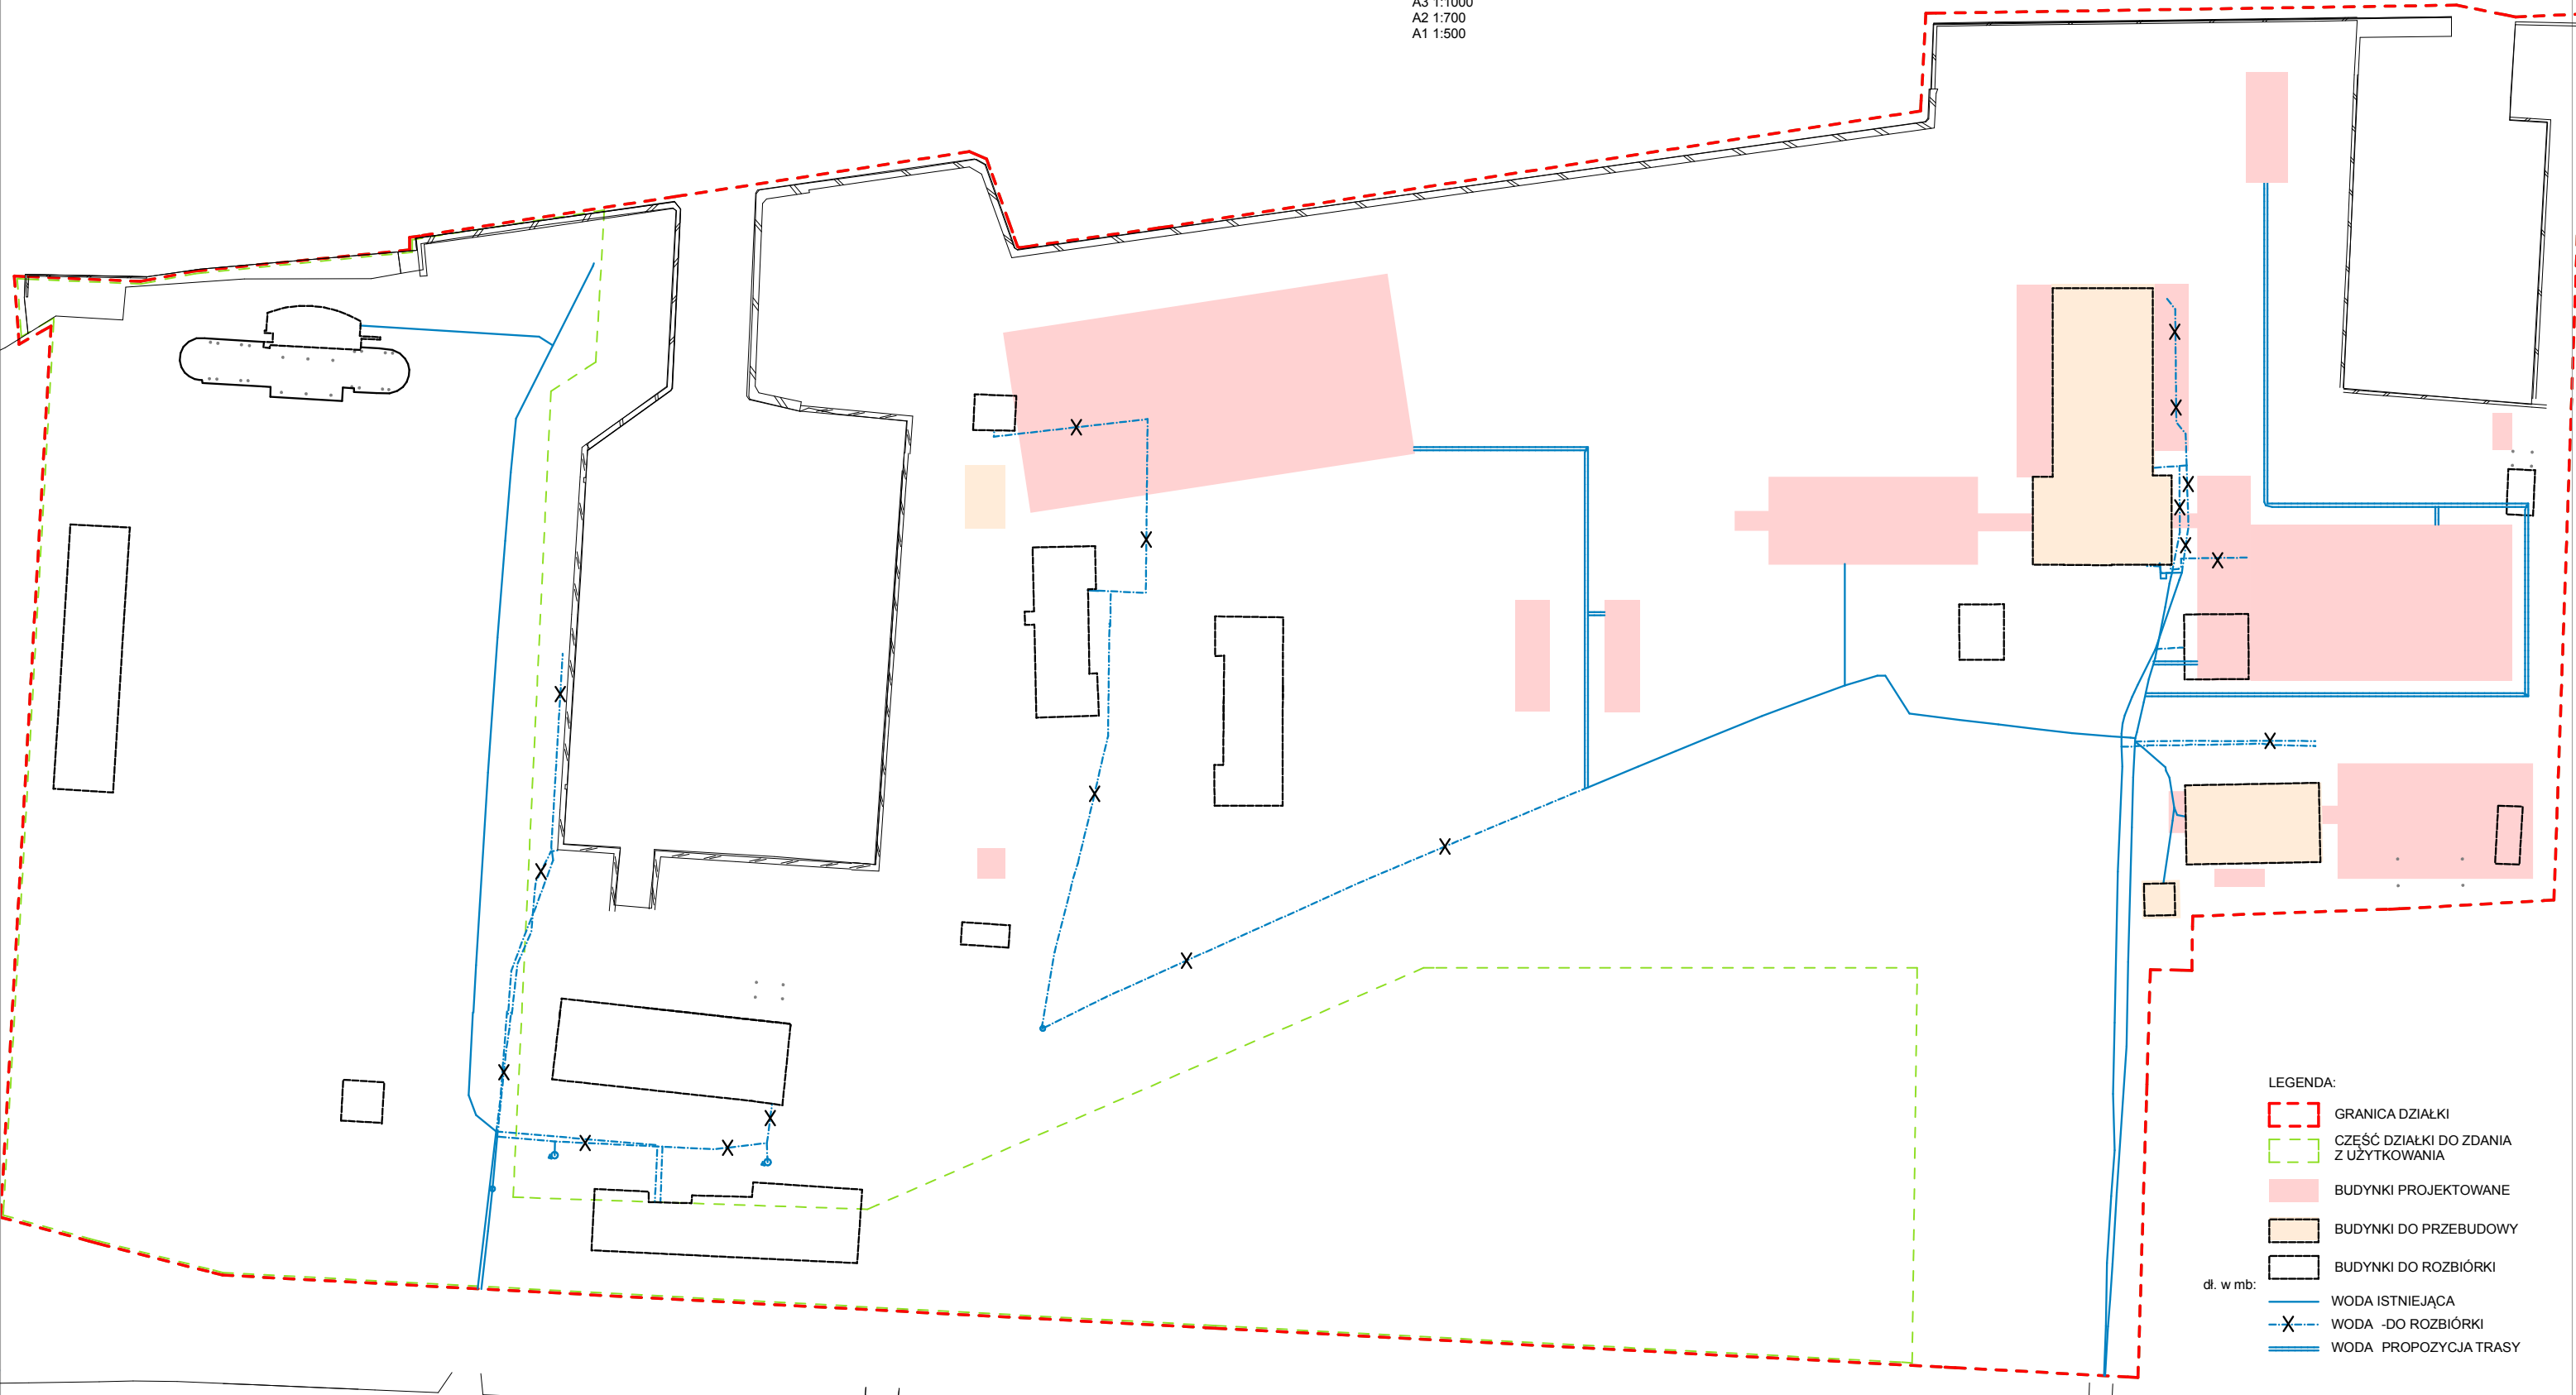 A3 1:1000
A2 1:700
A1 1:500
LEGENDA:
GRANICA DZIAŁKI
CZĘŚĆ DZIAŁKI DO ZDANIA
Z UŻYTKOWANIA
BUDYNKI PROJEKTOWANE
BUDYNKI DO PRZEBUDOWY
BUDYNKI DO ROZBIÓRKI
dł. w mb:
WODA ISTNIEJĄCA
WODA -DO ROZBIÓRKI
WODA PROPOZYCJA TRASY